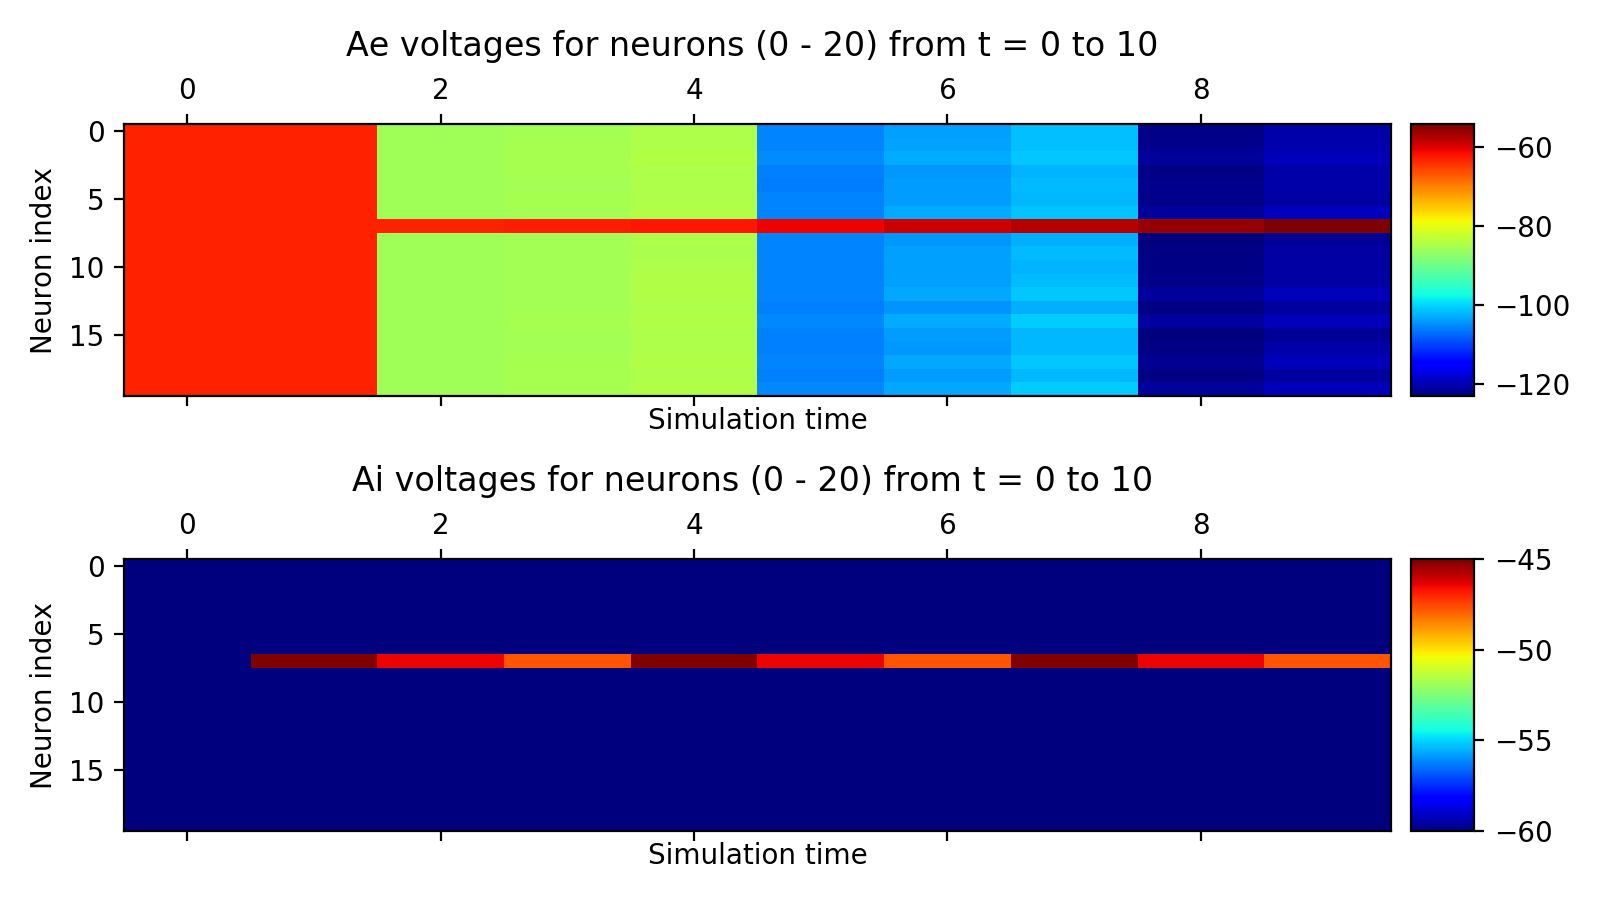 Ae voltages for neurons (0 - 20) from t = 0 to 10
0 2 4 6 8
Neuron index
0
5
10
15
−60
−80
−100
−120
Simulation time
Ai voltages for neurons (0 - 20) from t = 0 to 10
0 2 4 6 8
Neuron index
0
5
10
15
−45
−50
−55
−60
Simulation time